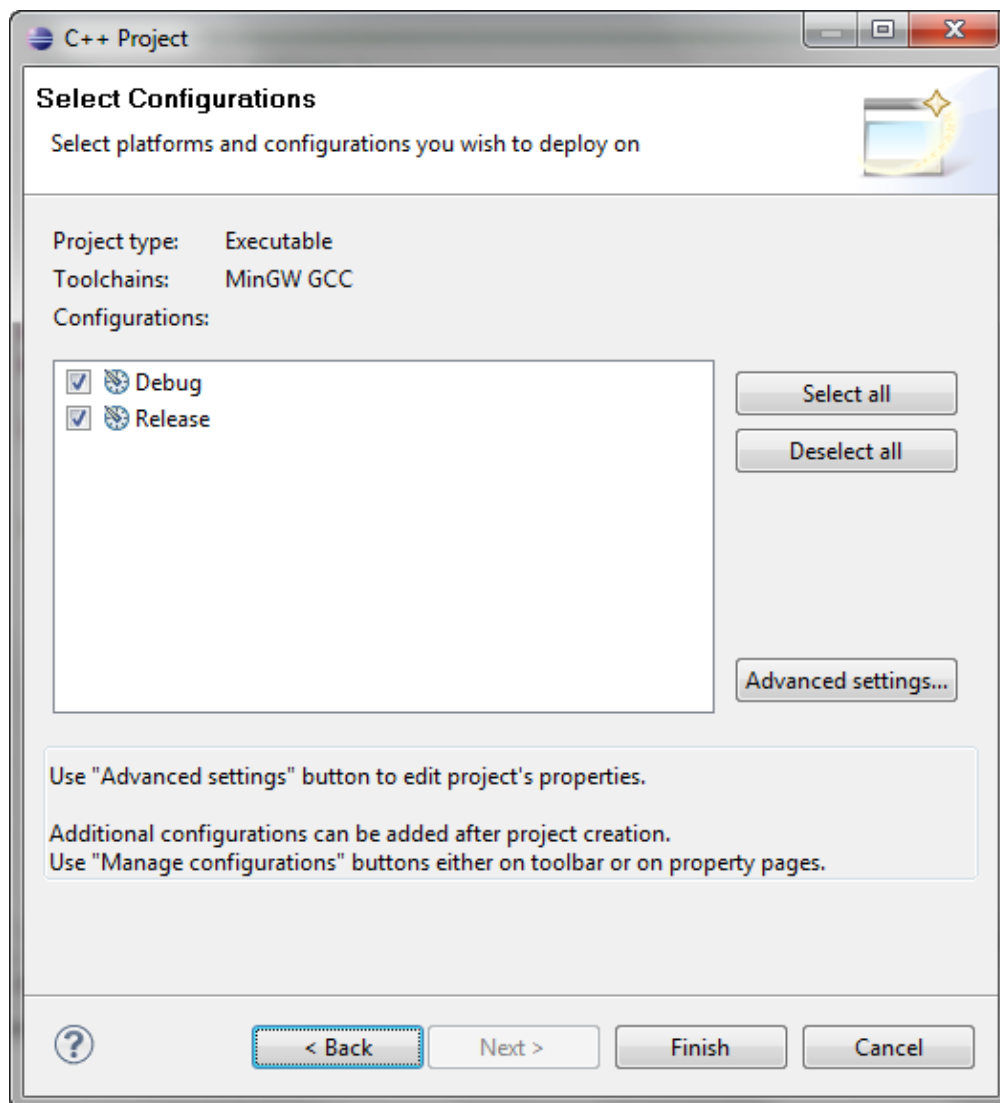 C++ Project
Select Configurations
Select platforms and configurations you wish to deploy on
Project type: Executable
Toolchains: MinGW GCC
Configurations:
Debug
Release
Select all
Deselect all
Advanced settings...
Use "Advanced settings" button to edit project's properties.
Additional configurations can be added after project creation.
Use "Manage configurations" buttons either on toolbar or on property pages.
?
< Back
Next >
Finish
Cancel